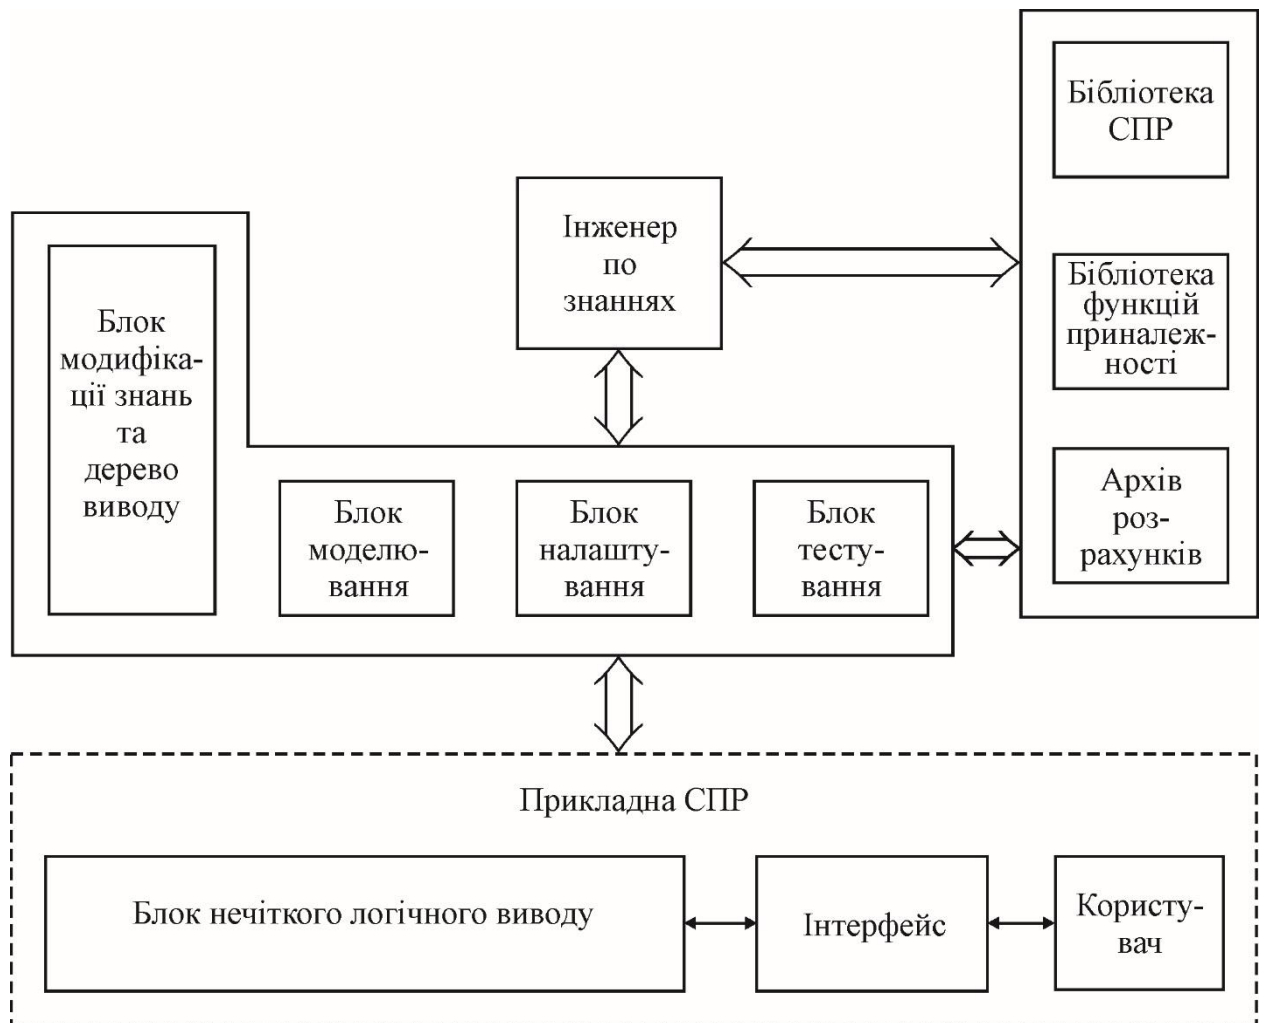 Бібліотека
СПР
Інженер
по
знаннях
Бібліотека
функцій
приналеж-
ності
Блок
модифіка-
ції знань
та
дерево
виводу
Блок
моделю-
вання
Блок
налашту-
вання
Блок
тесту-
вання
Архів
роз-
рахунків
Прикладна СПР
Блок нечіткого логічного виводу
Інтерфейс
Користу-
вач